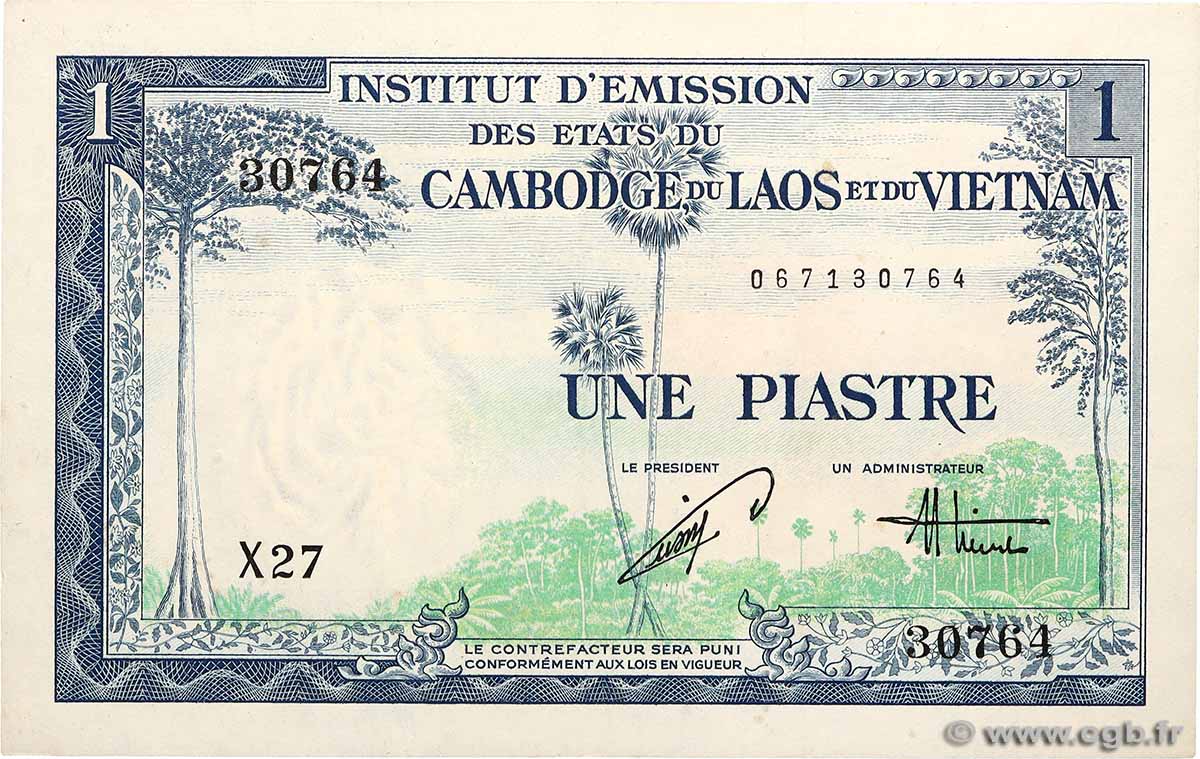 1
INSTITUT D'EMISSION
1
DES ETATS DU
30764
CAMBODGE, DU LAOS ET DU VIETNAM
067130764
UNE PIASTRE
LE PRESIDENT
UN ADMINISTRATEUR
X27
30764
LE CONTREFACTEUR SERA PUNI
CONFORMÉMENT AUX LOIS EN VIGUEUR
© www.cgb.fr